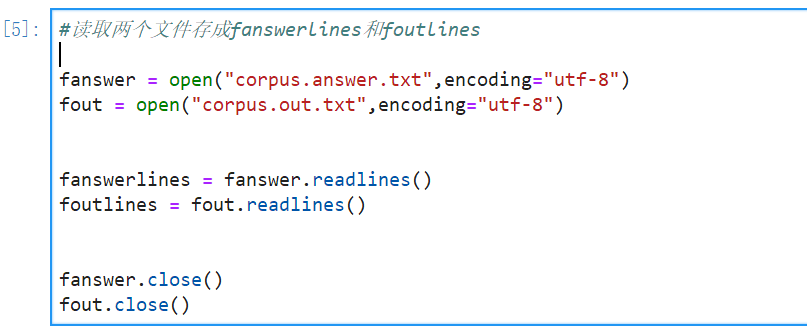 [5]:
#读取两个文件存成fanswerlines和foutlines
fanswer = open("corpus.answer.txt",encoding="utf-8")
fout = open("corpus.out.txt",encoding="utf-8")
fanswerlines = fanswer.readlines()
foutlines = fout.readlines()
fanswer.close()
fout.close()